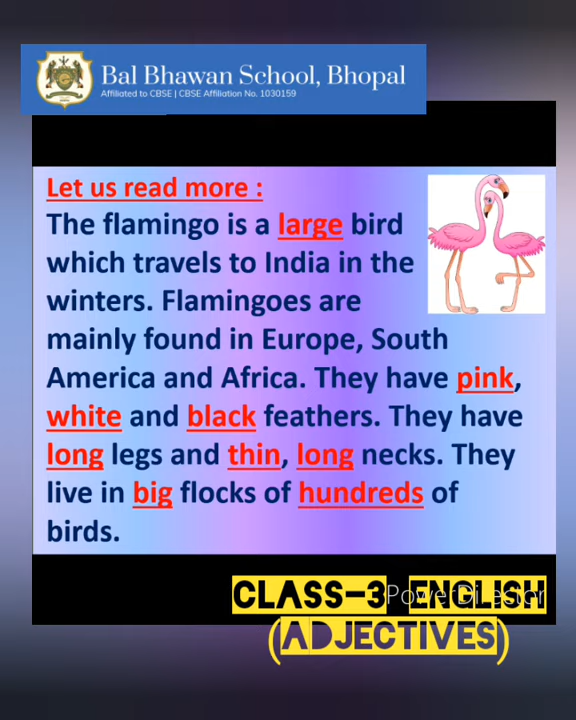 Bal Bhawan School, Bhopal
Affiliated to CBSE | CBSE Affiliation No. 1030159
Let us read more :
The flamingo is a large bird
which travels to India in the
winters. Flamingoes are
mainly found in Europe, South
America and Africa. They have pink,
white and black feathers. They have
long legs and thin, long necks. They
live in big flocks of hundreds of
birds.
CLASS-3 ENGLISH
PowerDirector
(ADJECTIVES)